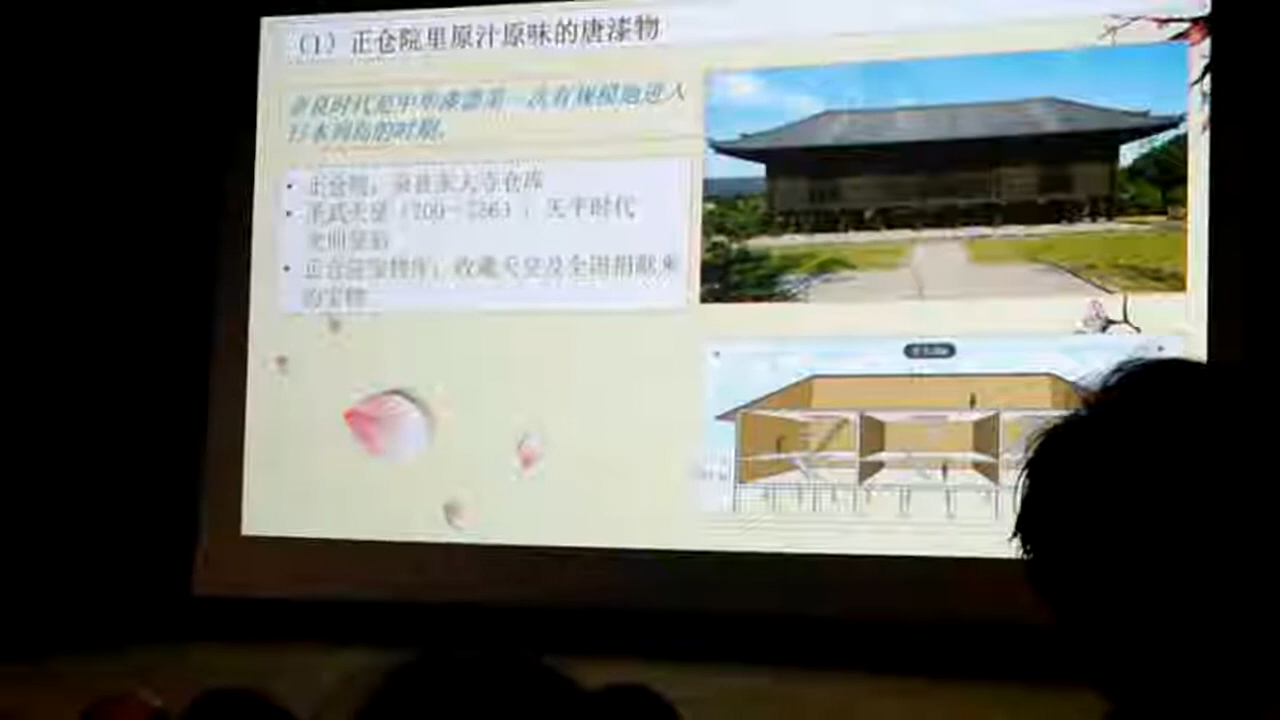 （1）正仓院里原汁原味的唐漆物
奈良时代是中华漆器第一次有规模地进入
日本列岛的时期。
• 正仓院：奈良东大寺仓库
• 圣武天皇（700－756），天平时代
光明皇后
• 正仓院宝物库：收藏天皇及全国捐献来
的宝物